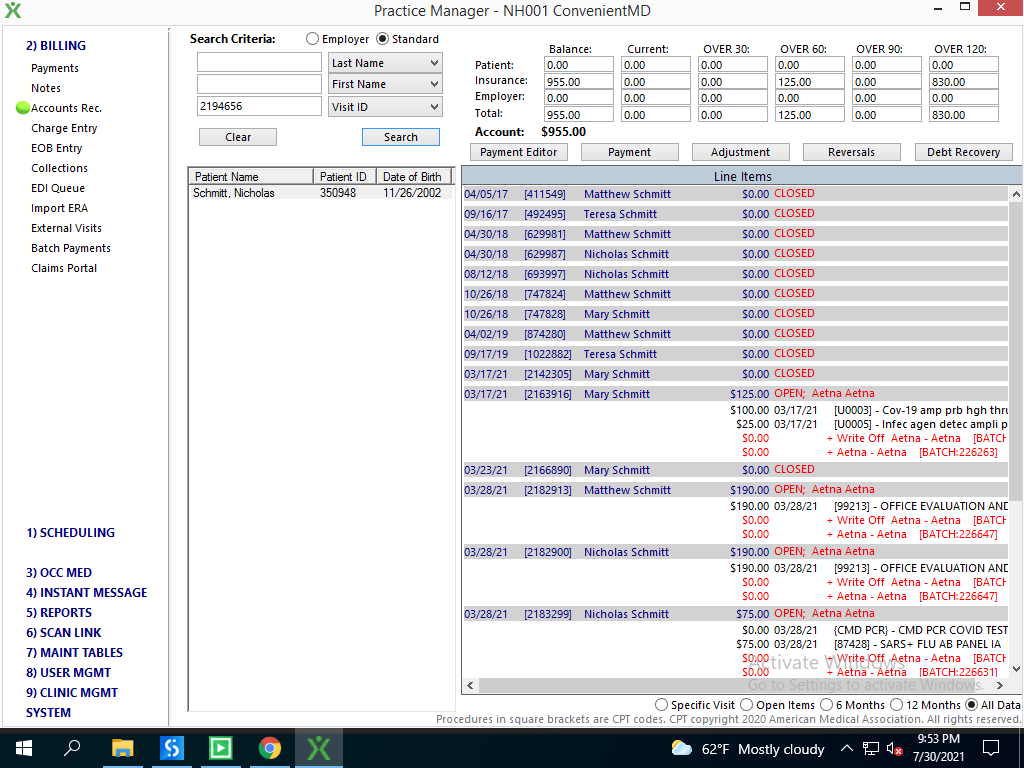 Practice Manager - NH001 ConvenientMD
2) BILLING
Payments
Notes
Accounts Rec.
Charge Entry
EOB Entry
Collections
EDI Queue
Import ERA
External Visits
Batch Payments
Claims Portal
1) SCHEDULING
3) OCC MED
4) INSTANT MESSAGE
5) REPORTS
6) SCAN LINK
7) MAINT TABLES
8) USER MGMT
9) CLINIC MGMT
SYSTEM
Search Criteria: Employer Standard
Last Name
First Name
2194656 Visit ID
Clear Search
Patient Name Patient ID Date of Birth
Schmitt, Nicholas 350948 11/26/2002
Balance: Current: OVER 30: OVER 60: OVER 90: OVER 120:
Patient: 0.00 0.00 0.00 0.00 0.00 0.00
Insurance: 955.00 0.00 0.00 125.00 0.00 830.00
Employer: 0.00 0.00 0.00 0.00 0.00 0.00
Total: 955.00 0.00 0.00 125.00 0.00 830.00
Account: $955.00
Payment Editor Payment Adjustment Reversals Debt Recovery
Line Items
04/05/17 [411549] Matthew Schmitt $0.00 CLOSED
09/16/17 [492495] Teresa Schmitt $0.00 CLOSED
04/30/18 [629981] Matthew Schmitt $0.00 CLOSED
04/30/18 [629987] Nicholas Schmitt $0.00 CLOSED
08/12/18 [693997] Nicholas Schmitt $0.00 CLOSED
10/26/18 [747824] Matthew Schmitt $0.00 CLOSED
10/26/18 [747828] Mary Schmitt $0.00 CLOSED
04/02/19 [874280] Matthew Schmitt $0.00 CLOSED
09/17/19 [1022882] Teresa Schmitt $0.00 CLOSED
03/17/21 [2142305] Mary Schmitt $0.00 CLOSED
03/17/21 [2163916] Mary Schmitt $125.00 OPEN; Aetna Aetna
$100.00 03/17/21 [U0003] - Cov-19 amp prb hgh thru
$25.00 03/17/21 [U0005] - Infec agen detec ampli p
$0.00 + Write Off Aetna - Aetna [BATCH
$0.00 + Aetna - Aetna [BATCH:226263]
03/23/21 [2166890] Mary Schmitt $0.00 CLOSED
03/28/21 [2182913] Matthew Schmitt $190.00 OPEN; Aetna Aetna
$190.00 03/28/21 [99213] - OFFICE EVALUATION AND
$0.00 + Write Off Aetna - Aetna [BATCH
$0.00 + Aetna - Aetna [BATCH:226647]
03/28/21 [2182900] Nicholas Schmitt $190.00 OPEN; Aetna Aetna
$190.00 03/28/21 [99213] - OFFICE EVALUATION AND
$0.00 + Write Off Aetna - Aetna [BATCH
$0.00 + Aetna - Aetna [BATCH:226647]
03/28/21 [2183299] Nicholas Schmitt $75.00 OPEN; Aetna Aetna
$0.00 03/28/21 {CMD PCR} - CMD PCR COVID TEST
$75.00 03/28/21 [87428] - SARS+ FLU AB PANEL IA
$0.00 + Write Off Aetna - Aetna [BATCH
$0.00 + Aetna - Aetna [BATCH:226631]
Activate Windows
Go to Settings to activate Windows.
Specific Visit Open Items 6 Months 12 Months All Data
Procedures in square brackets are CPT codes. CPT copyright 2020 American Medical Association. All rights reserved.
62°F Mostly cloudy
9:53 PM
7/30/2021